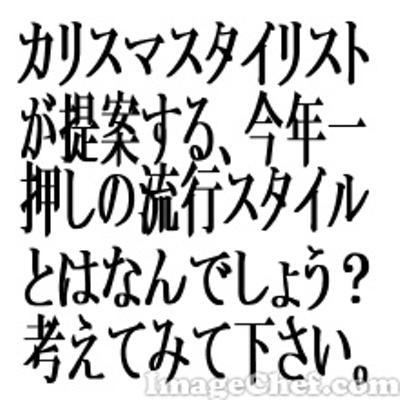 カリスマスタイリスト
が提案する、今年一
押しの流行スタイル
とはなんでしょう？
考えてみて下さい。
ImageChef.com